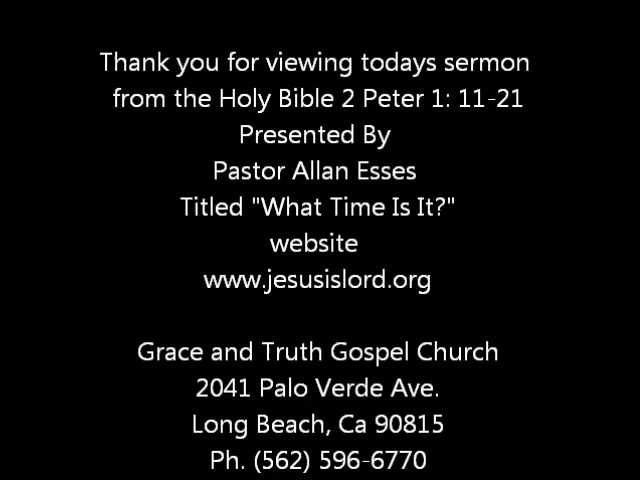 Thank you for viewing todays sermon
from the Holy Bible 2 Peter 1: 11-21
Presented By
Pastor Allan Esses
Titled "What Time Is It?"
website
www.jesusislord.org
Grace and Truth Gospel Church
2041 Palo Verde Ave.
Long Beach, Ca 90815
Ph. (562) 596-6770